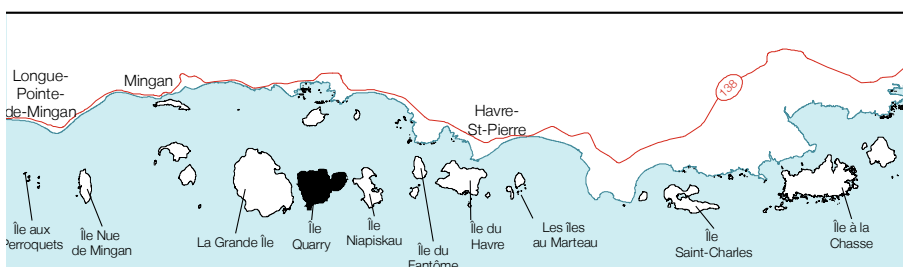 Longue-
Pointe-
de-Mingan
Mingan
138
Havre-
St-Pierre
Île aux
Perroquets
Île Nue
de Mingan
La Grande Île
Île
Quarry
Île
Niapiskau
Île du
Fantôme
Île du
Havre
Les îles
au Marteau
Île
Saint-Charles
Île à la
Chasse